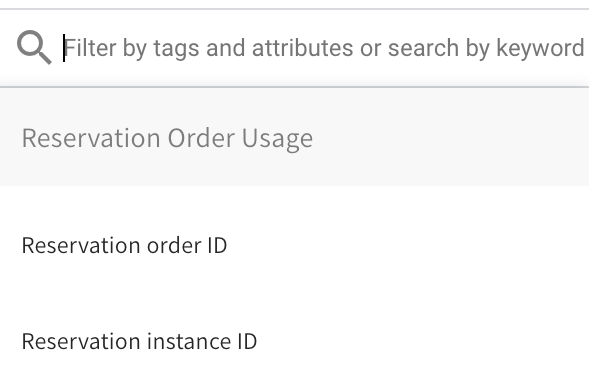 Filter by tags and attributes or search by keyword
Reservation Order Usage
Reservation order ID
Reservation instance ID